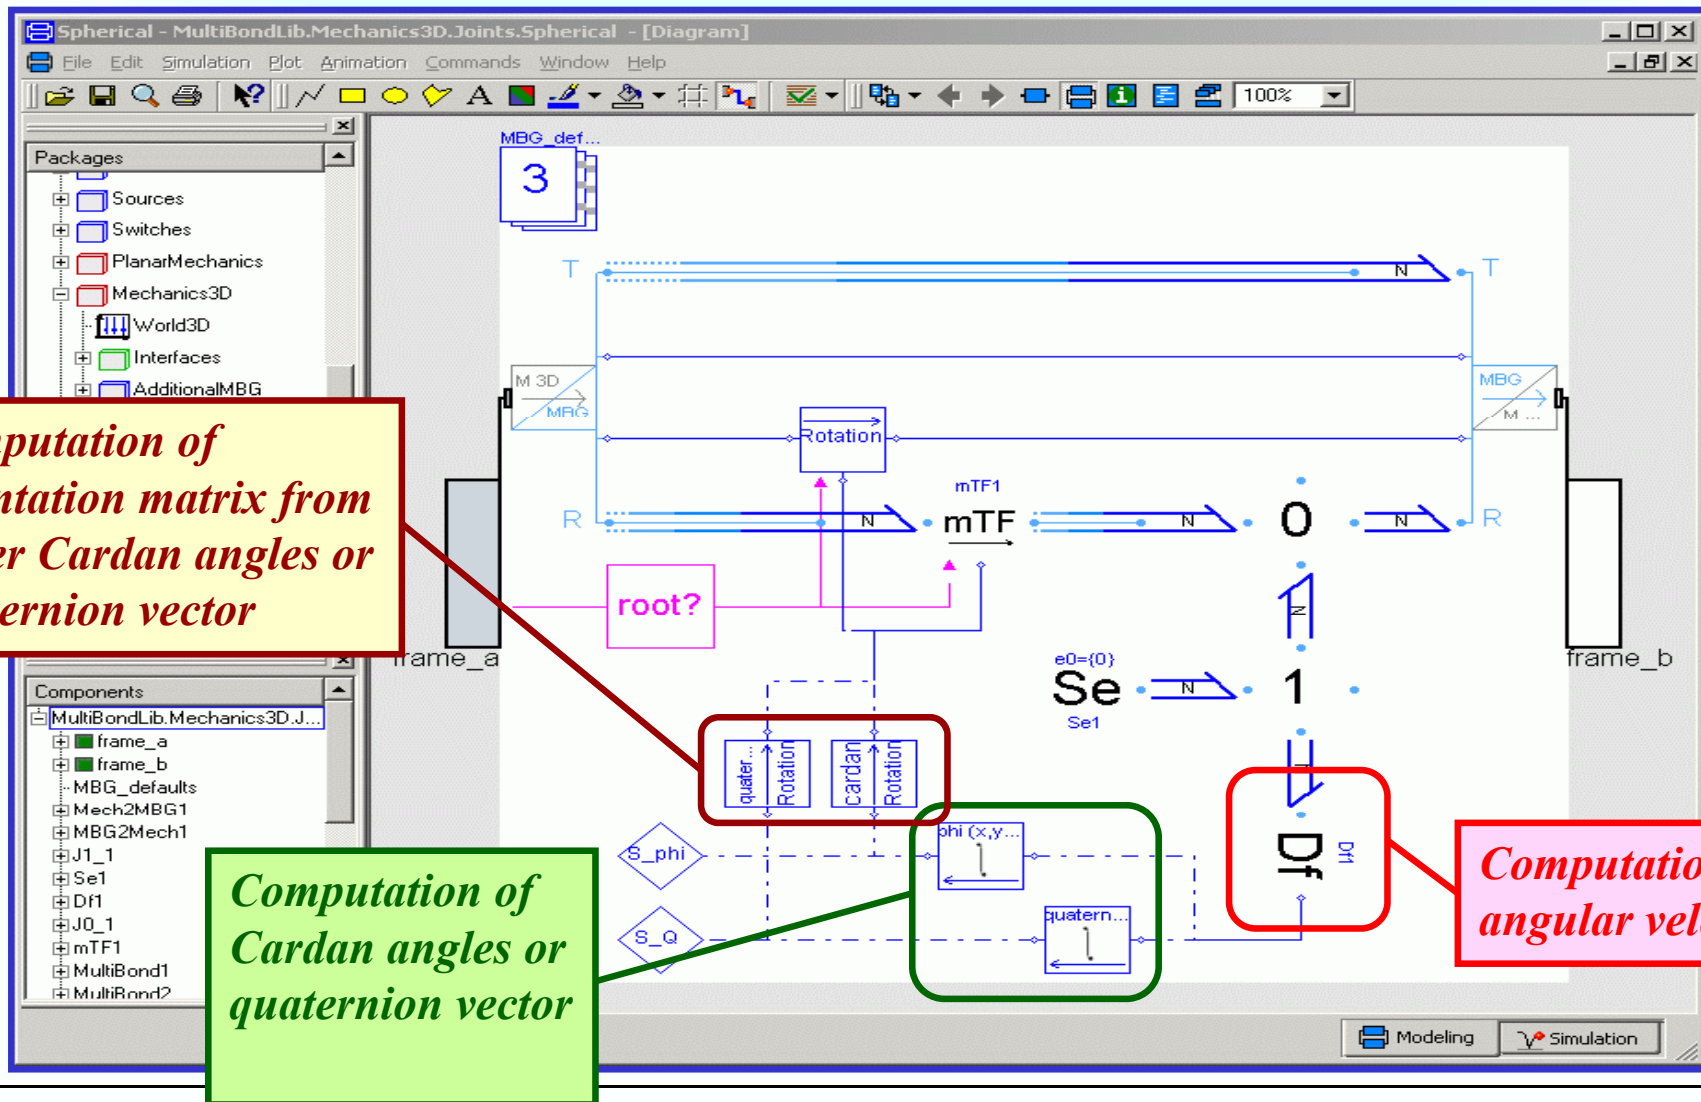 Spherical - MultiBondLib.Mechanics3D.Joints.Spherical - [Diagram]
File Edit Simulation Plot Animation Commands Window Help
A
100%
Packages
Sources
Switches
PlanarMechanics
Mechanics3D
World3D
Interfaces
AdditionalMBG
MBG_def...
3
T
N
T
M 3D
MBG
MBG
M ...
Rotation
R
N
mTF1
mTF
N
0
N
R
root?
N
frame_a
frame_b
e0={0}
Se
Se1
N
1
quater...
Rotation
Cardan
Rotation
S_phi
phi (x,y...
Df
Df1
S_Q
quatern...
putation of
ntation matrix from
er Cardan angles or
ernion vector
Computation of
Cardan angles or
quaternion vector
Computatio
angular vel
Components
MultiBondLib.Mechanics3D.J...
frame_a
frame_b
MBG_defaults
Mech2MBG1
MBG2Mech1
J1_1
Se1
Df1
J0_1
mTF1
MultiBond1
MultiBond2
Modeling
Simulation